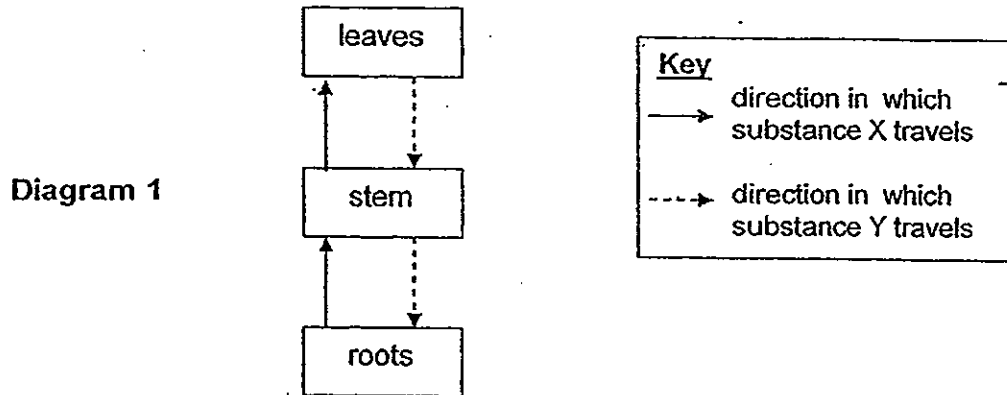 leaves
Key
direction in which
substance X travels
Diagram 1
stem
direction in which
substance Y travels
roots